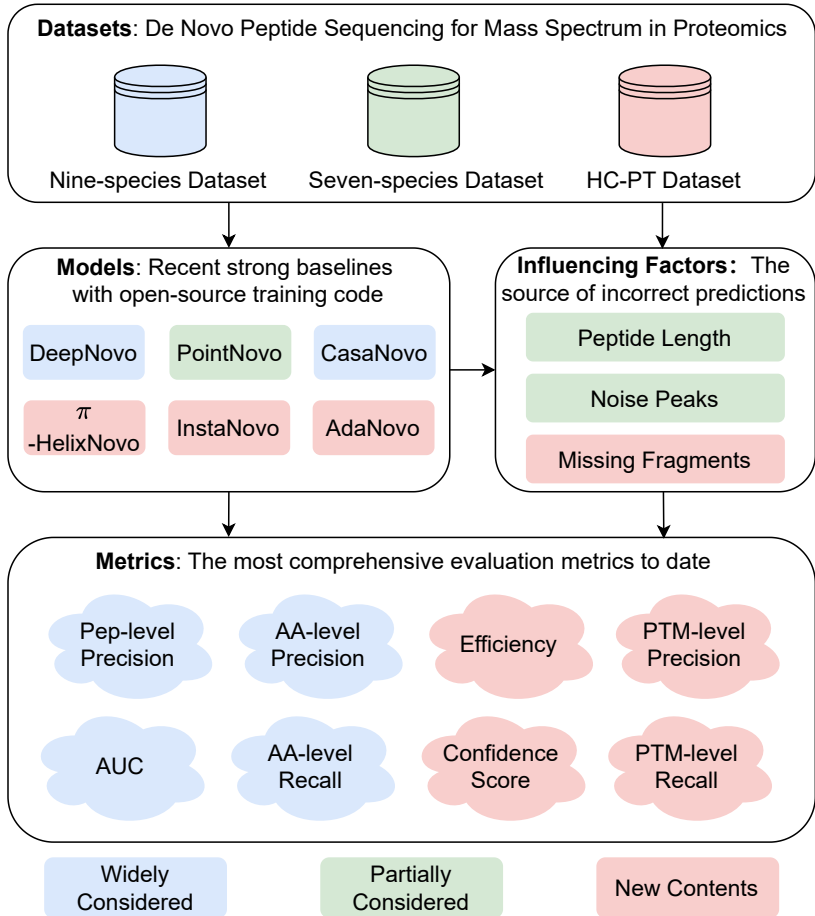 Datasets: De Novo Peptide Sequencing for Mass Spectrum in Proteomics
Nine-species Dataset
Seven-species Dataset
HC-PT Dataset
Models: Recent strong baselines
with open-source training code
DeepNovo
PointNovo
CasaNovo
π
-HelixNovo
InstaNovo
AdaNovo
Influencing Factors: The
source of incorrect predictions
Peptide Length
Noise Peaks
Missing Fragments
Metrics: The most comprehensive evaluation metrics to date
Pep-level
Precision
AA-level
Precision
Efficiency
PTM-level
Precision
AUC
AA-level
Recall
Confidence
Score
PTM-level
Recall
Widely
Considered
Partially
Considered
New Contents